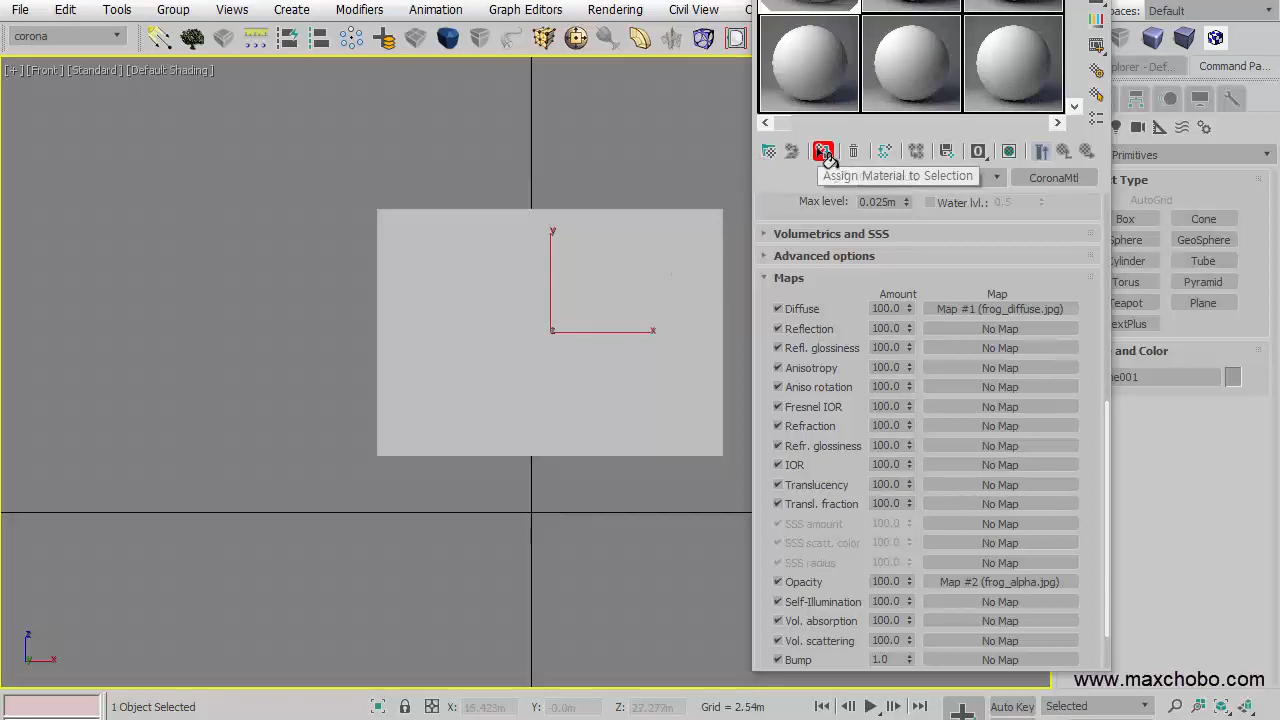 File Edit Tools Group Views Create Modifiers Animation Graph Editors Rendering Civil View
paces: Default
corona
[+] [Front] [Standard] [Default Shading]
plorer - Def... Command Pa...
Primitives
Assign Material to Selection
CoronaMtl
Max level: 0.025m Water lvl.: 0.5
Volumetrics and SSS
Advanced options
Maps
Amount Map
Diffuse 100.0 Map #1 (frog_diffuse.jpg)
Reflection 100.0 No Map
Refl. glossiness 100.0 No Map
Anisotropy 100.0 No Map
Aniso rotation 100.0 No Map
Fresnel IOR 100.0 No Map
Refraction 100.0 No Map
Refr. glossiness 100.0 No Map
IOR 100.0 No Map
Translucency 100.0 No Map
Transl. fraction 100.0 No Map
SSS amount 100.0 No Map
SSS scatt. color 100.0 No Map
SSS radius 100.0 No Map
Opacity 100.0 Map #2 (frog_alpha.jpg)
Self-Illumination 100.0 No Map
Vol. absorption 100.0 No Map
Vol. scattering 100.0 No Map
Bump 1.0 No Map
ct Type
AutoGrid
Box Cone
Sphere GeoSphere
ylinder Tube
Torus Pyramid
Teapot Plane
extPlus
and Color
ne001
y
x
z
z
x
www.maxchobo.com
1 Object Selected X: 15.423m Y: -0.0m Z: 27.277m Grid = 2.54m Auto Key Selected